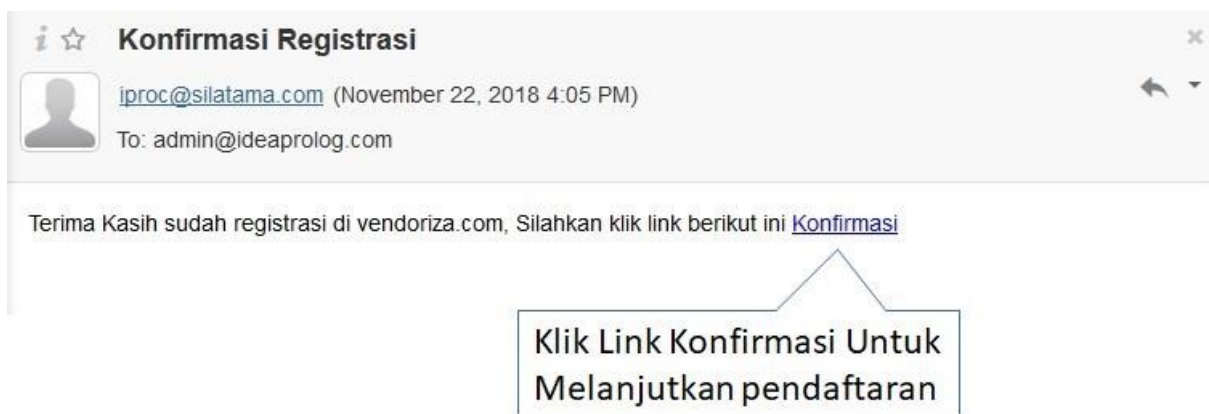 Konfirmasi Registrasi
iproc@silatama.com (November 22, 2018 4:05 PM)
To: admin@ideaprolog.com
Terima Kasih sudah registrasi di vendoriza.com, Silahkan klik link berikut ini Konfirmasi
Klik Link Konfirmasi Untuk
Melanjutkan pendaftaran